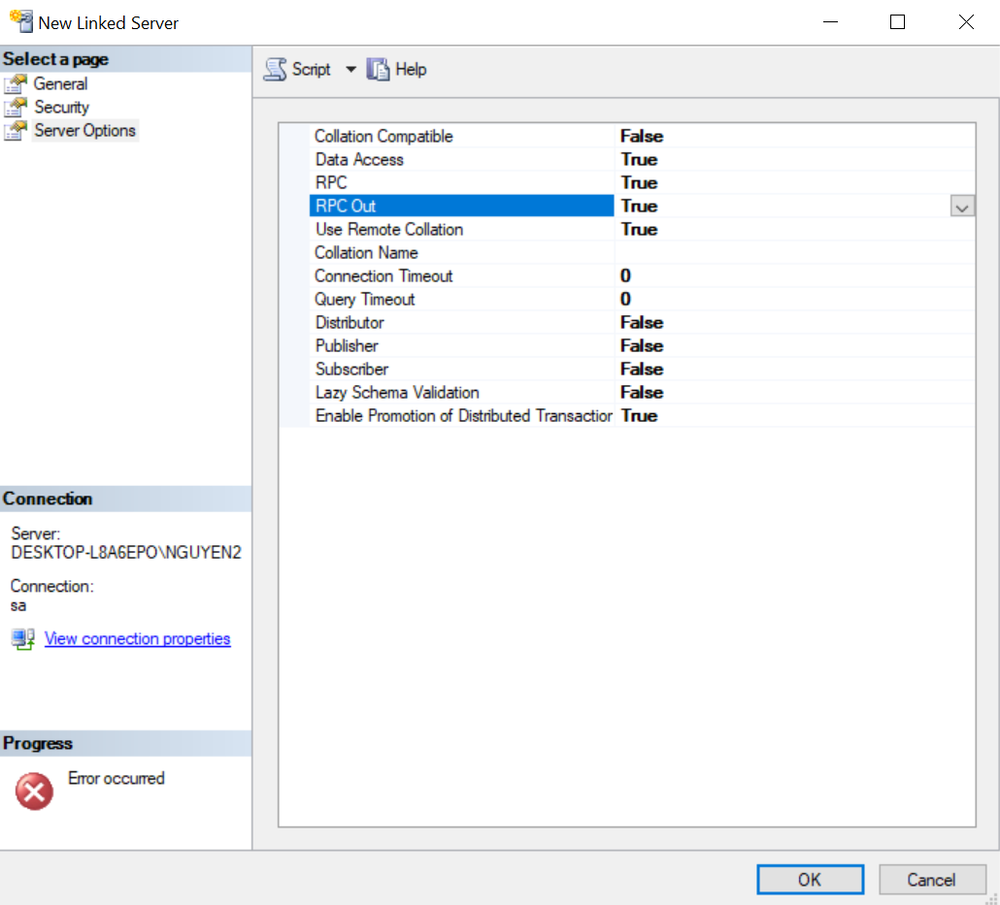 New Linked Server
Select a page
General
Security
Server Options
Script
Help
Collation Compatible False
Data Access True
RPC True
RPC Out True
Use Remote Collation True
Collation Name
Connection Timeout 0
Query Timeout 0
Distributor False
Publisher False
Subscriber False
Lazy Schema Validation False
Enable Promotion of Distributed Transaction True
Connection
Server:
DESKTOP-L8A6EPO\NGUYEN2
Connection:
sa
View connection properties
Progress
Error occurred
OK
Cancel